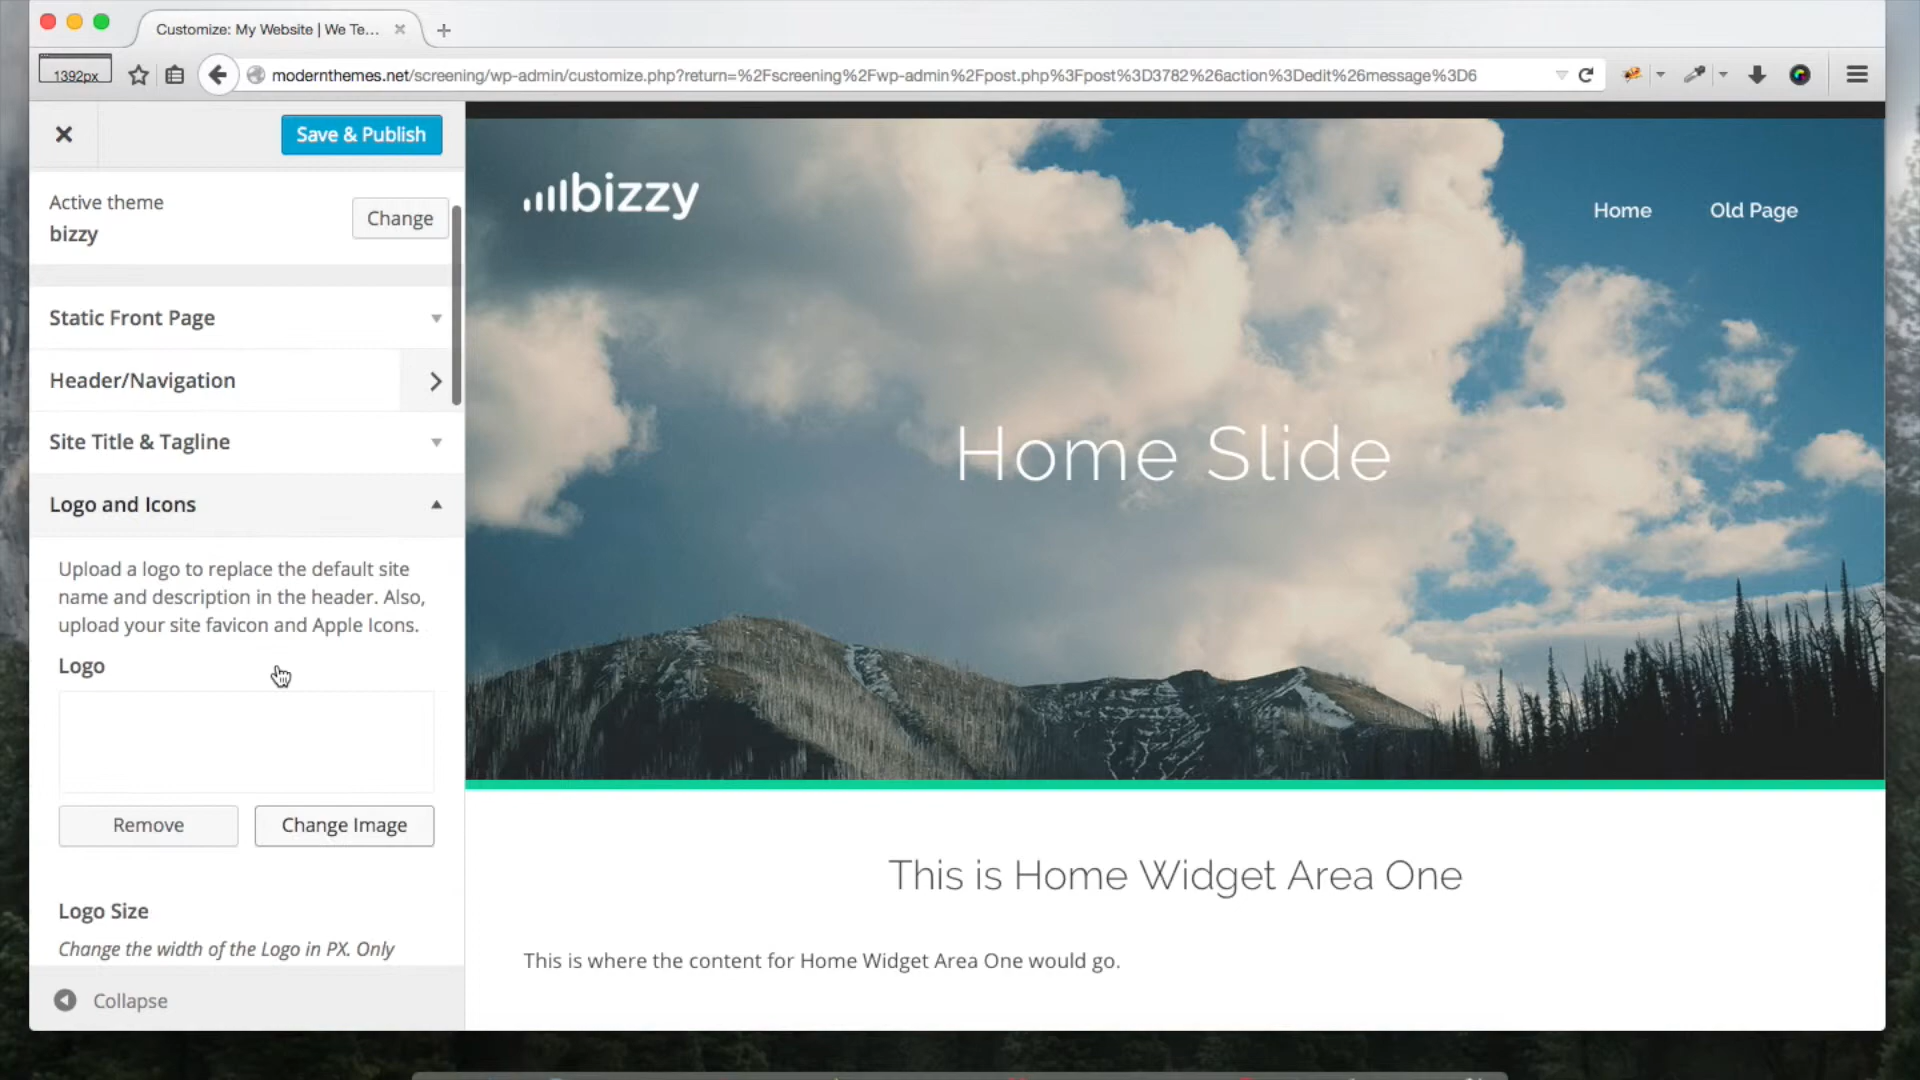 Customize: My Website | We Te...
1392px
modernthemes.net/screening/wp-admin/customize.php?return=%2Fscreening%2Fwp-admin%2Fpost.php%3Fpost%3D3782%26action%3Dedit%26message%3D6
Save & Publish
Active theme
bizzy
Change
Static Front Page
Header/Navigation
Site Title & Tagline
Logo and Icons
Upload a logo to replace the default site
name and description in the header. Also,
upload your site favicon and Apple Icons.
Logo
Remove
Change Image
Logo Size
Change the width of the Logo in PX. Only
Collapse
bizzy
Home
Old Page
Home Slide
This is Home Widget Area One
This is where the content for Home Widget Area One would go.